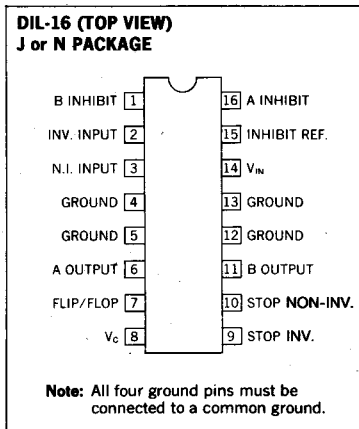 DIL-16 (TOP VIEW)
J or N PACKAGE
B INHIBIT 1 16 A INHIBIT
INV. INPUT 2 15 INHIBIT REF.
N.I. INPUT 3 14 VIN
GROUND 4 13 GROUND
GROUND 5 12 GROUND
A OUTPUT 6 11 B OUTPUT
FLIP/FLOP 7 10 STOP NON-INV.
VC 8 9 STOP INV.
Note: All four ground pins must be
connected to a common ground.